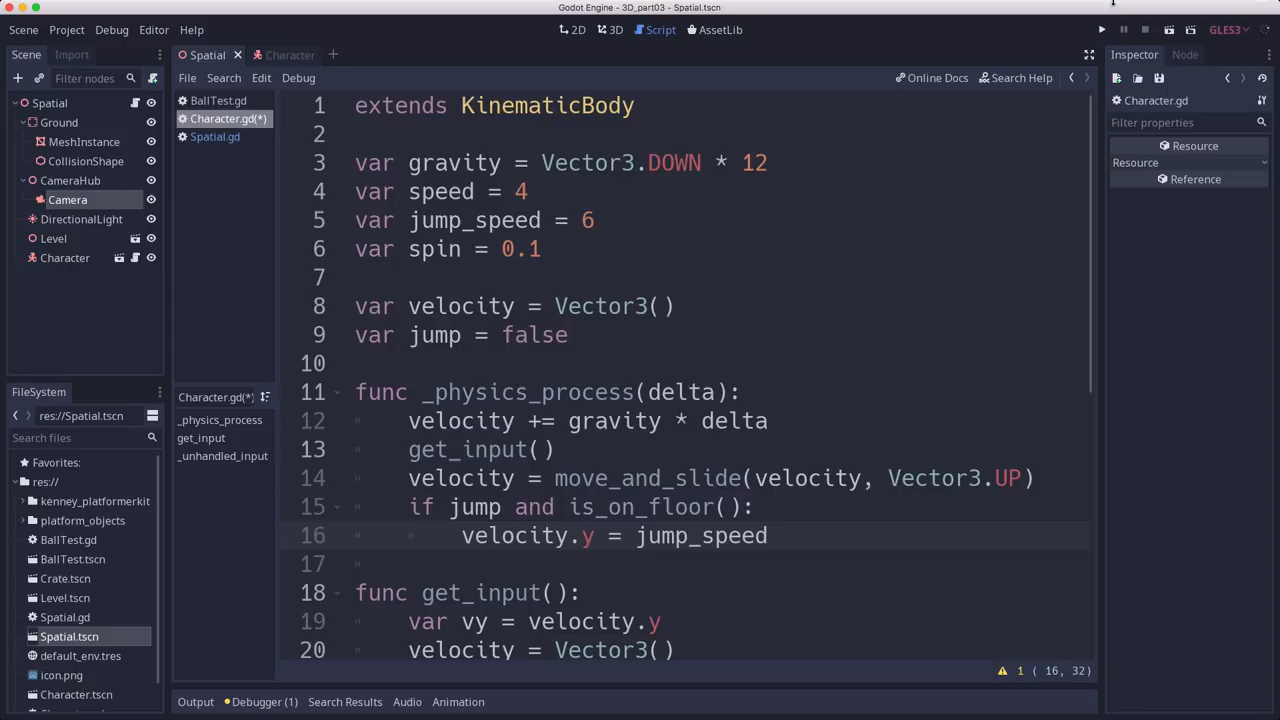 Godot Engine - 3D_part03 - Spatial.tscn
Scene Project Debug Editor Help
2D 3D Script AssetLib
GLES3
Scene Import
Filter nodes
Spatial
Ground
MeshInstance
CollisionShape
CameraHub
Camera
DirectionalLight
Level
Character
FileSystem
res://Spatial.tscn
Search files
Favorites:
res://
kenney_platformerkit
platform_objects
BallTest.gd
BallTest.tscn
Crate.tscn
Level.tscn
Spatial.gd
Spatial.tscn
default_env.tres
icon.png
Character.tscn
Spatial Character
File Search Edit Debug
Online Docs Search Help
BallTest.gd
Character.gd(*)
Spatial.gd
Character.gd(*)
_physics_process
get_input
_unhandled_input
1 extends KinematicBody
2
3 var gravity = Vector3.DOWN * 12
4 var speed = 4
5 var jump_speed = 6
6 var spin = 0.1
7
8 var velocity = Vector3()
9 var jump = false
10
11 func _physics_process(delta):
12 velocity += gravity * delta
13 get_input()
14 velocity = move_and_slide(velocity, Vector3.UP)
15 if jump and is_on_floor():
16 velocity.y = jump_speed
17
18 func get_input():
19 var vy = velocity.y
20 velocity = Vector3()
1 ( 16, 32)
Output Debugger (1) Search Results Audio Animation
Inspector Node
Character.gd
Filter properties
Resource
Resource
Reference